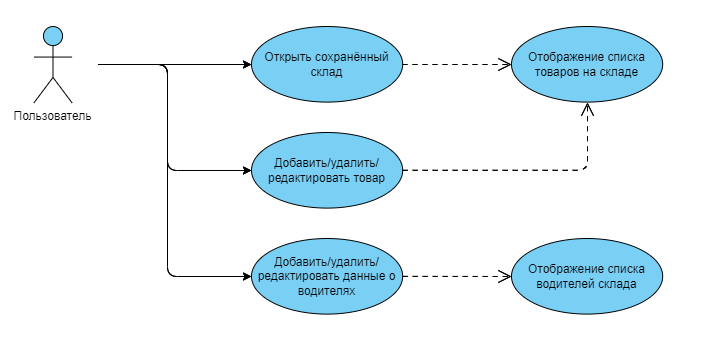 Пользователь
Открыть сохранённый
склад
Отображение списка
товаров на складе
Добавить/удалить/
редактировать товар
Добавить/удалить/
редактировать данные о
водителях
Отображение списка
водителей склада